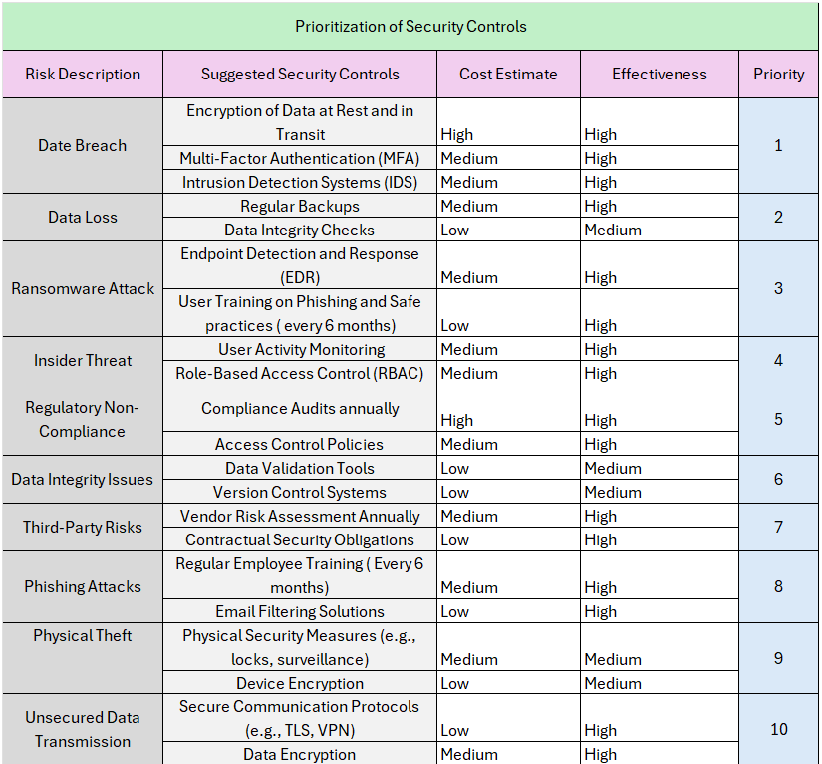 Prioritization of Security Controls
Risk Description Suggested Security Controls Cost Estimate Effectiveness Priority
Date Breach
Encryption of Data at Rest and in
Transit
High High
Multi-Factor Authentication (MFA) Medium High
Intrusion Detection Systems (IDS) Medium High
1
Data Loss
Regular Backups Medium High
Data Integrity Checks Low Medium
2
Ransomware Attack
Endpoint Detection and Response
(EDR) Medium High
User Training on Phishing and Safe
practices ( every 6 months) Low High
3
Insider Threat
User Activity Monitoring Medium High
Role-Based Access Control (RBAC) Medium High
4
Regulatory Non-
Compliance
Compliance Audits annually
High High
Access Control Policies Medium High
5
Data Integrity Issues
Data Validation Tools Low Medium
Version Control Systems Low Medium
6
Third-Party Risks
Vendor Risk Assessment Annually Medium High
Contractual Security Obligations Low High
7
Phishing Attacks
Regular Employee Training ( Every 6
months) Medium High
Email Filtering Solutions Low High
8
Physical Theft
Physical Security Measures (e.g.,
locks, surveillance) Medium Medium
Device Encryption Low Medium
9
Unsecured Data
Transmission
Secure Communication Protocols
(e.g., TLS, VPN) Low High
Data Encryption Medium High
10